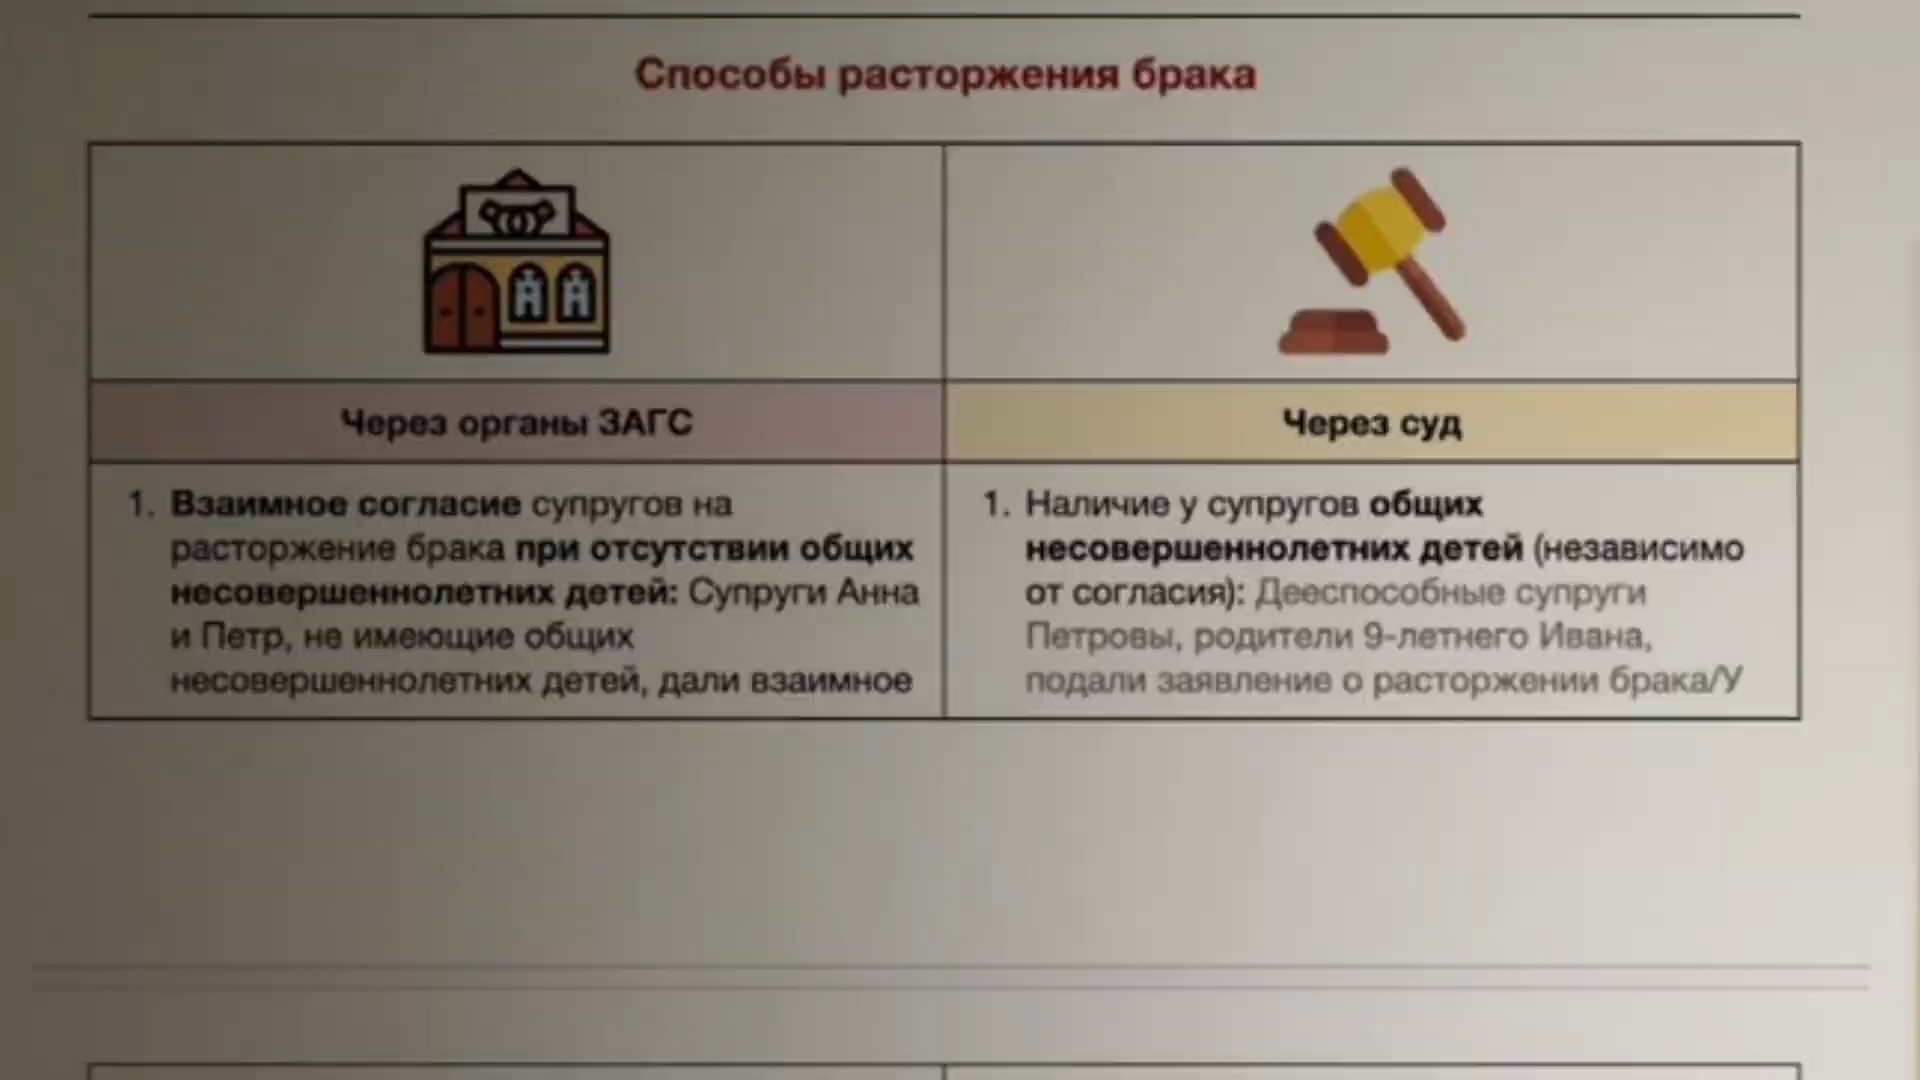 Способы расторжения брака
Через органы ЗАГС
Через суд
1. Взаимное согласие супругов на
расторжение брака при отсутствии общих
несовершеннолетних детей: Супруги Анна
и Петр, не имеющие общих
несовершеннолетних детей, дали взаимное
1. Наличие у супругов общих
несовершеннолетних детей (независимо
от согласия): Дееспособные супруги
Петровы, родители 9-летнего Ивана,
подали заявление о расторжении брака/У